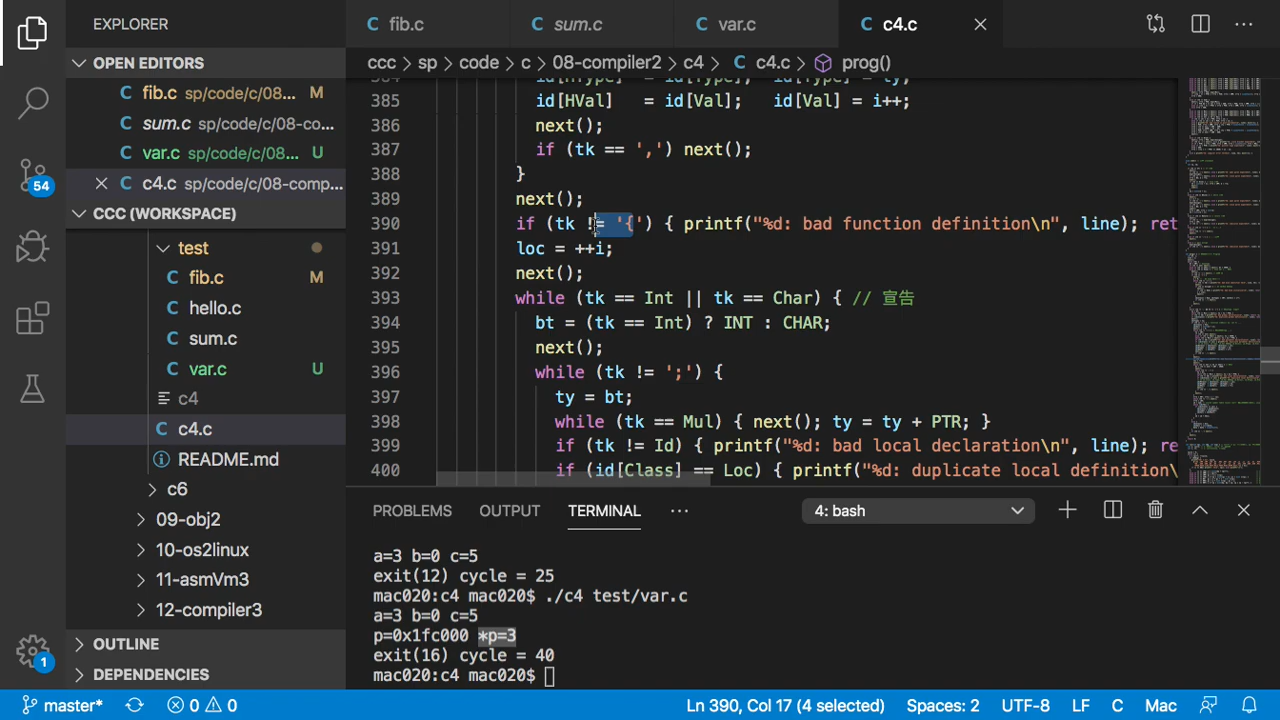 EXPLORER
OPEN EDITORS
fib.c sp/code/c/08... M
sum.c sp/code/c/08-co...
var.c sp/code/c/08... U
c4.c sp/code/c/08-comp...
54
CCC (WORKSPACE)
test
fib.c M
hello.c
sum.c
var.c U
c4
c4.c
README.md
c6
09-obj2
10-os2linux
11-asmVm3
12-compiler3
OUTLINE
DEPENDENCIES
1
fib.c
sum.c
var.c
c4.c
ccc > sp > code > c > 08-compiler2 > c4 > c4.c > prog()
385 id[HVal] = id[Val]; id[Val] = i++;
386 next();
387 if (tk == ',') next();
388 }
389 next();
390 if (tk != '{') { printf("%d: bad function definition\n", line); ret
391 loc = ++i;
392 next();
393 while (tk == Int || tk == Char) { // 宣告
394 bt = (tk == Int) ? INT : CHAR;
395 next();
396 while (tk != ';') {
397 ty = bt;
398 while (tk == Mul) { next(); ty = ty + PTR; }
399 if (tk != Id) { printf("%d: bad local declaration\n", line); re
400 if (id[Class] == Loc) { printf("%d: duplicate local definition\
PROBLEMS OUTPUT TERMINAL ... 4: bash
a=3 b=0 c=5
exit(12) cycle = 25
mac020:c4 mac020$ ./c4 test/var.c
a=3 b=0 c=5
p=0x1fc000 *p=3
exit(16) cycle = 40
mac020:c4 mac020$
master* 0 0 Ln 390, Col 17 (4 selected) Spaces: 2 UTF-8 LF C Mac